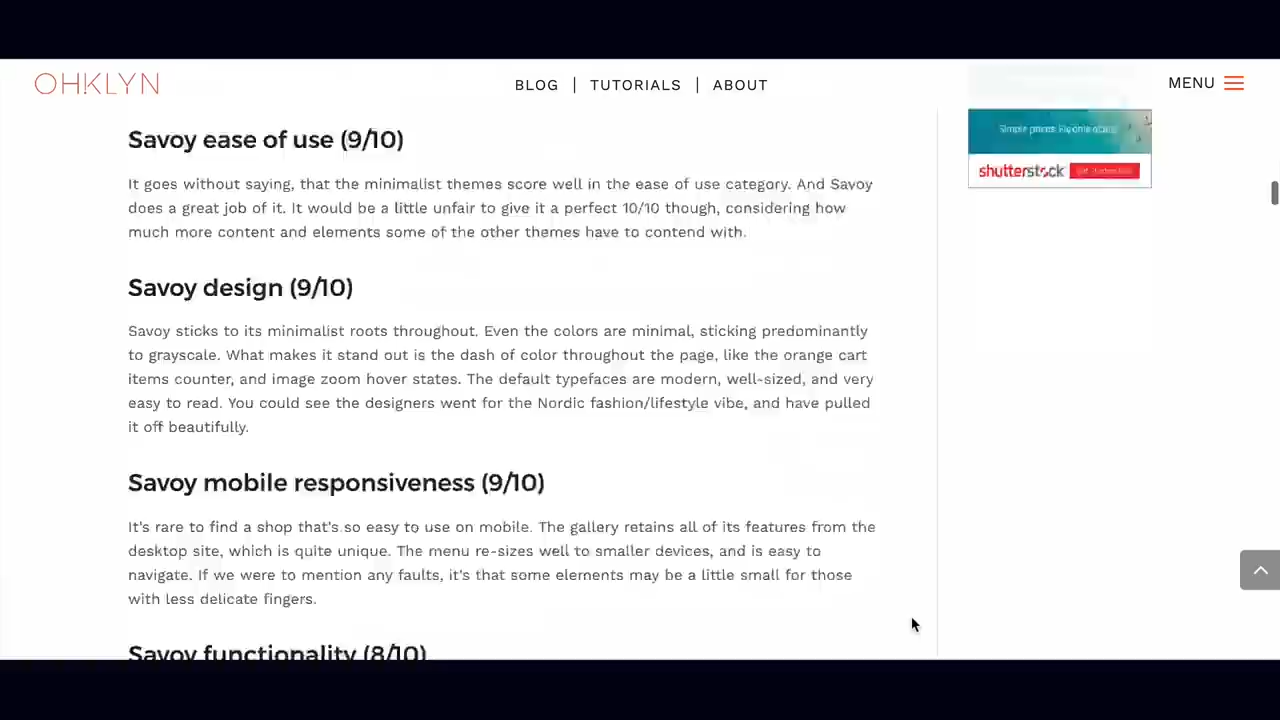 OHKLYN
BLOG | TUTORIALS | ABOUT
MENU
Savoy ease of use (9/10)
It goes without saying, that the minimalist themes score well in the ease of use category. And Savoy
does a great job of it. It would be a little unfair to give it a perfect 10/10 though, considering how
much more content and elements some of the other themes have to contend with.
Savoy design (9/10)
Savoy sticks to its minimalist roots throughout. Even the colors are minimal, sticking predominantly
to grayscale. What makes it stand out is the dash of color throughout the page, like the orange cart
items counter, and image zoom hover states. The default typefaces are modern, well-sized, and very
easy to read. You could see the designers went for the Nordic fashion/lifestyle vibe, and have pulled
it off beautifully.
Savoy mobile responsiveness (9/10)
It's rare to find a shop that's so easy to use on mobile. The gallery retains all of its features from the
desktop site, which is quite unique. The menu re-sizes well to smaller devices, and is easy to
navigate. If we were to mention any faults, it's that some elements may be a little small for those
with less delicate fingers.
Savoy functionality (8/10)
Simple prices.
shutterstock